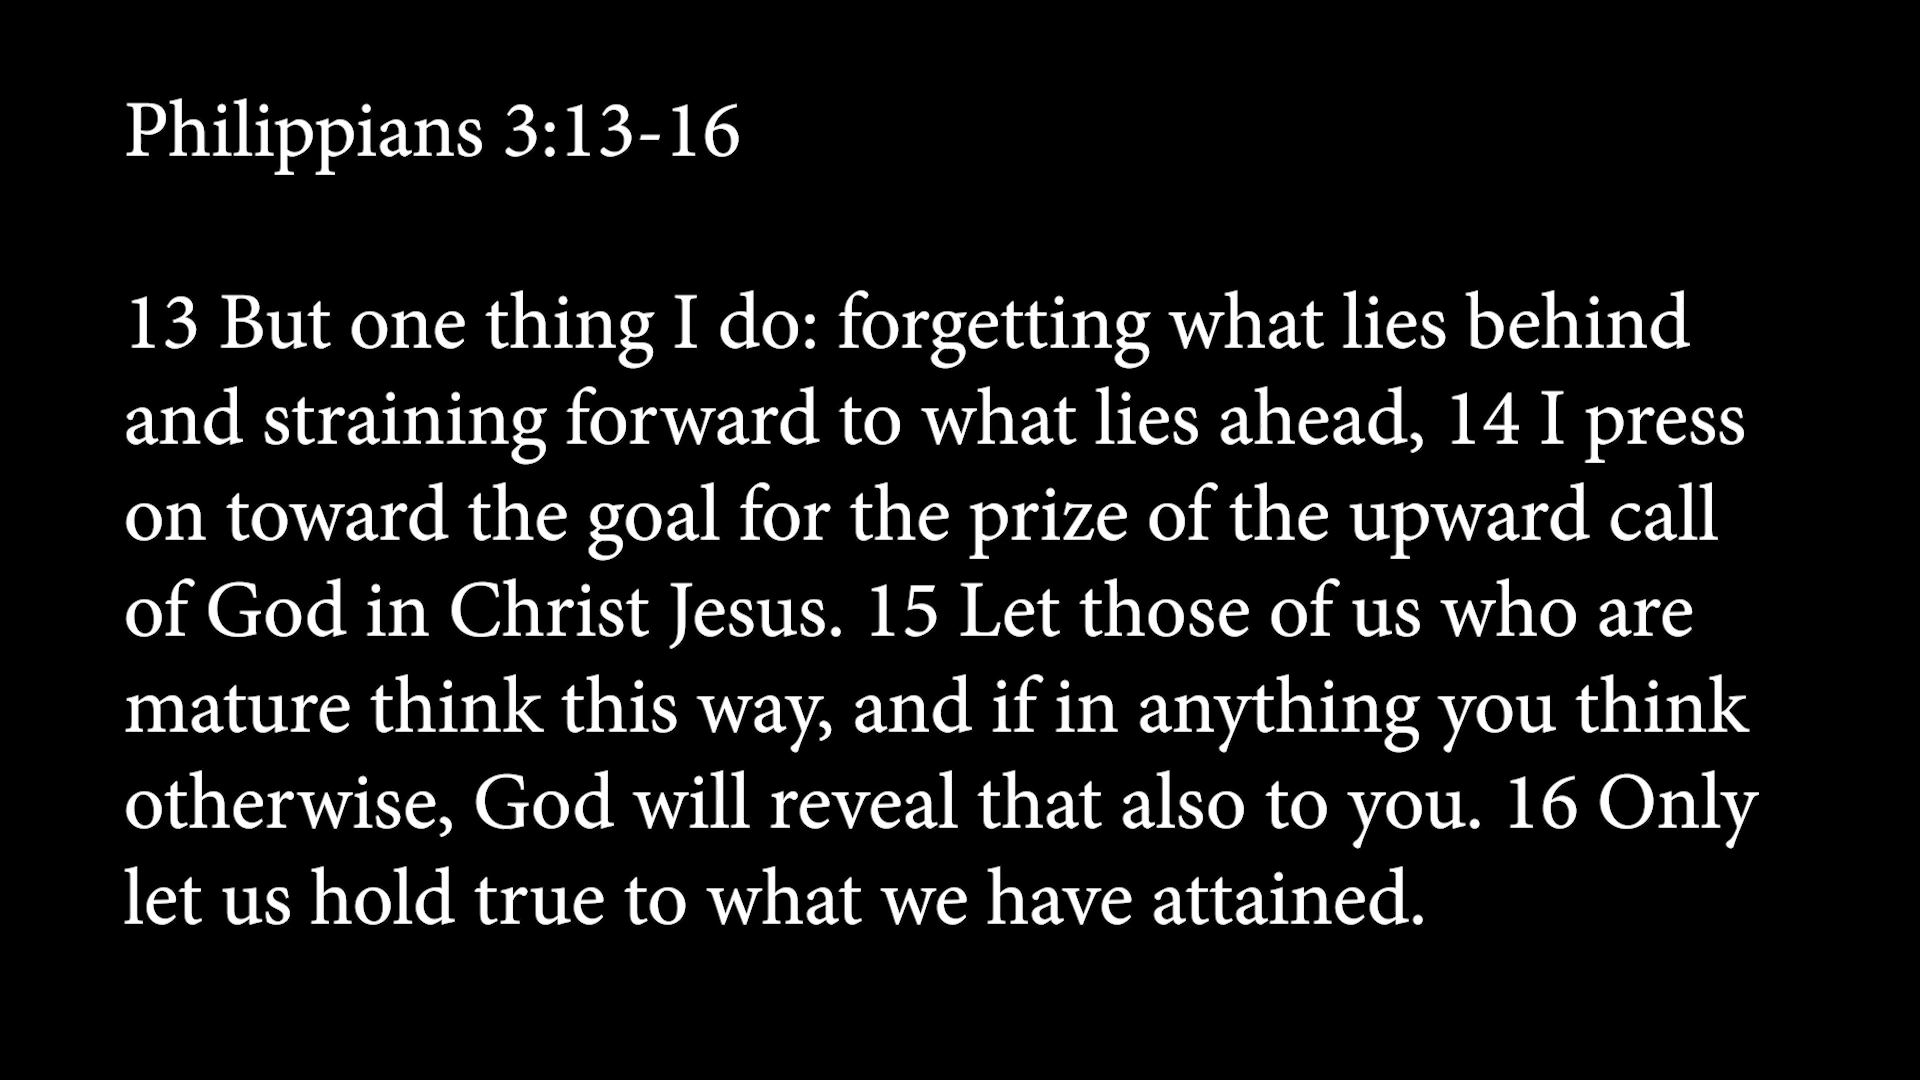 Philippians 3:13-16
13 But one thing I do: forgetting what lies behind
and straining forward to what lies ahead, 14 I press
on toward the goal for the prize of the upward call
of God in Christ Jesus. 15 Let those of us who are
mature think this way, and if in anything you think
otherwise, God will reveal that also to you. 16 Only
let us hold true to what we have attained.